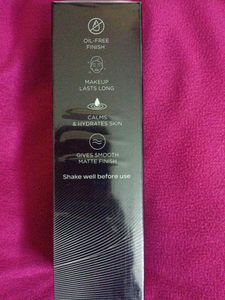 OIL-FREE
FINISH
MAKEUP
LASTS LONG
CALMS
& HYDRATES SKIN
GIVES SMOOTH
MATTE FINISH
Shake well before use